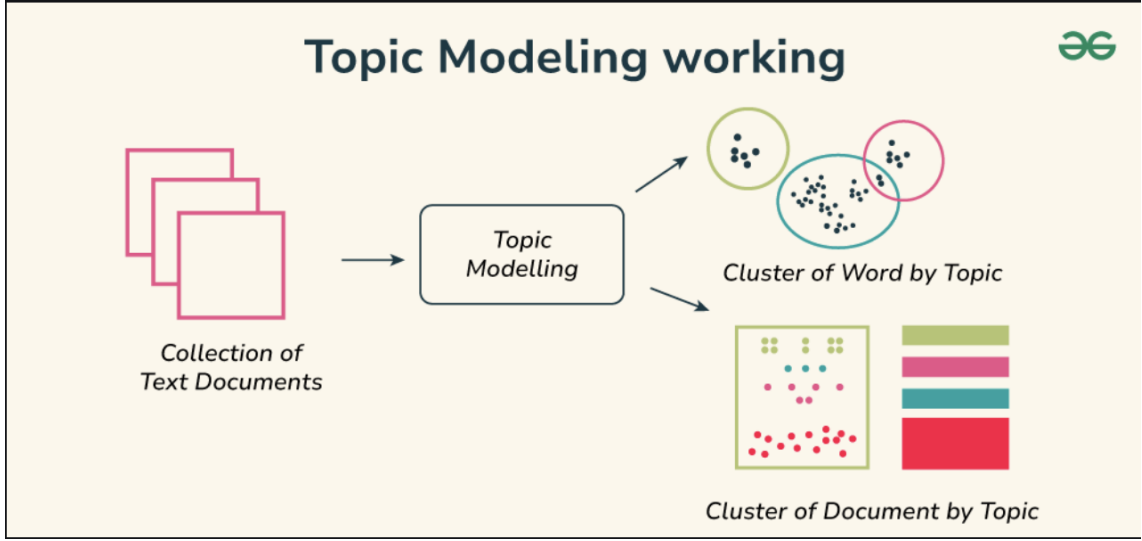 Topic Modeling working
Collection of
Text Documents
Topic
Modelling
Cluster of Word by Topic
Cluster of Document by Topic